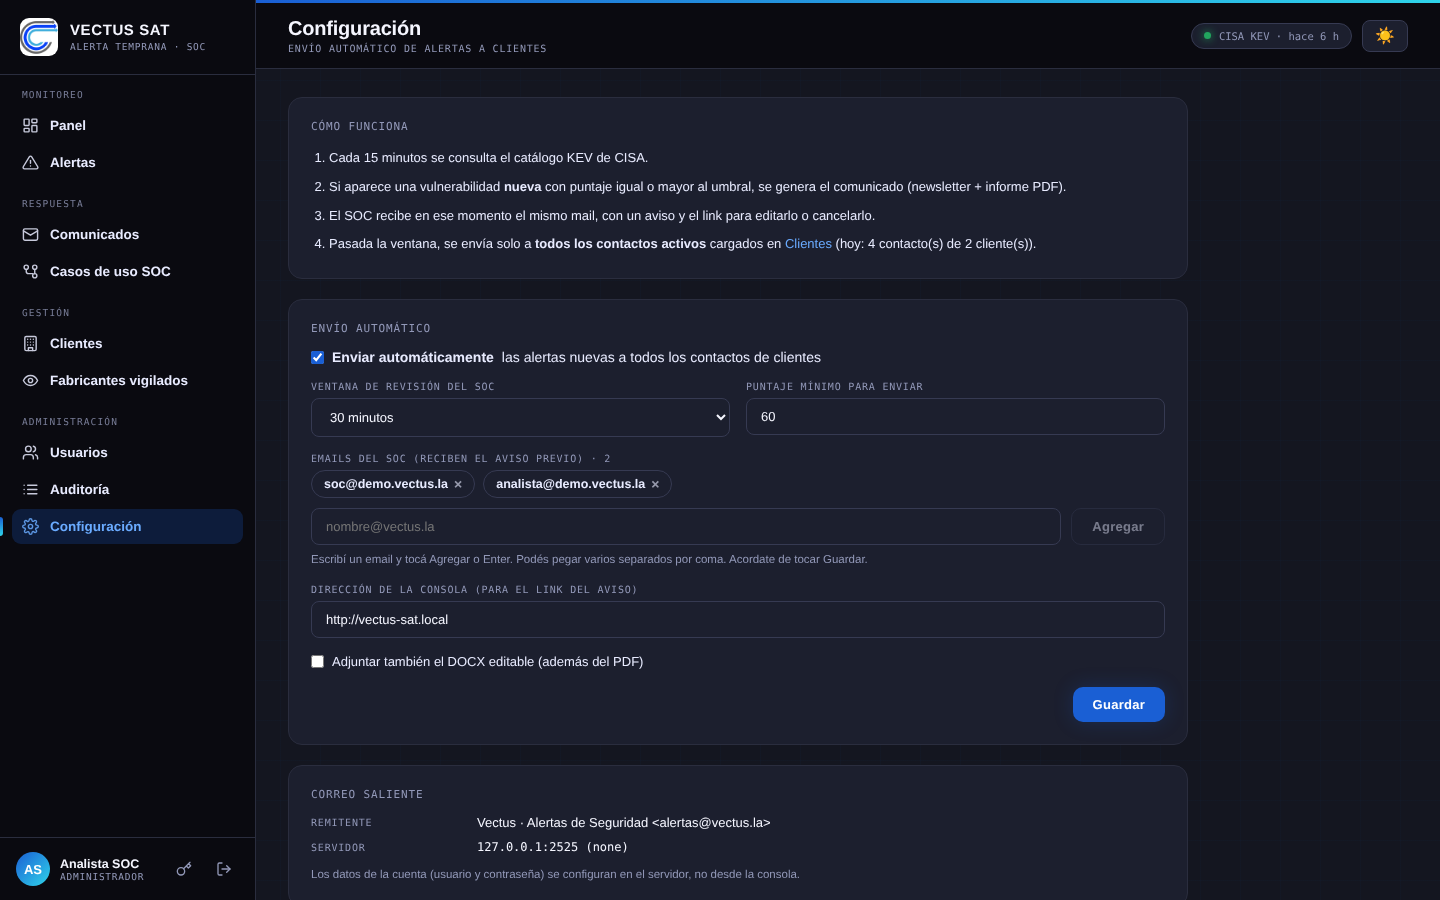 VECTUS SAT
ALERTA TEMPRANA · SOC
MONITOREO
Panel
Alertas
RESPUESTA
Comunicados
Casos de uso SOC
GESTIÓN
Clientes
Fabricantes vigilados
ADMINISTRACIÓN
Usuarios
Auditoría
Configuración
AS
Analista SOC
ADMINISTRADOR
Configuración
ENVÍO AUTOMÁTICO DE ALERTAS A CLIENTES
CISA KEV · hace 6 h
CÓMO FUNCIONA
1. Cada 15 minutos se consulta el catálogo KEV de CISA.
2. Si aparece una vulnerabilidad nueva con puntaje igual o mayor al umbral, se genera el comunicado (newsletter + informe PDF).
3. El SOC recibe en ese momento el mismo mail, con un aviso y el link para editarlo o cancelarlo.
4. Pasada la ventana, se envía solo a todos los contactos activos cargados en Clientes (hoy: 4 contacto(s) de 2 cliente(s)).
ENVÍO AUTOMÁTICO
Enviar automáticamente las alertas nuevas a todos los contactos de clientes
VENTANA DE REVISIÓN DEL SOC
30 minutos
PUNTAJE MÍNIMO PARA ENVIAR
60
EMAILS DEL SOC (RECIBEN EL AVISO PREVIO) · 2
soc@demo.vectus.la × analista@demo.vectus.la ×
nombre@vectus.la
Agregar
Escribí un email y tocá Agregar o Enter. Podés pegar varios separados por coma. Acordate de tocar Guardar.
DIRECCIÓN DE LA CONSOLA (PARA EL LINK DEL AVISO)
http://vectus-sat.local
Adjuntar también el DOCX editable (además del PDF)
Guardar
CORREO SALIENTE
REMITENTE Vectus · Alertas de Seguridad <alertas@vectus.la>
SERVIDOR 127.0.0.1:2525 (none)
Los datos de la cuenta (usuario y contraseña) se configuran en el servidor, no desde la consola.